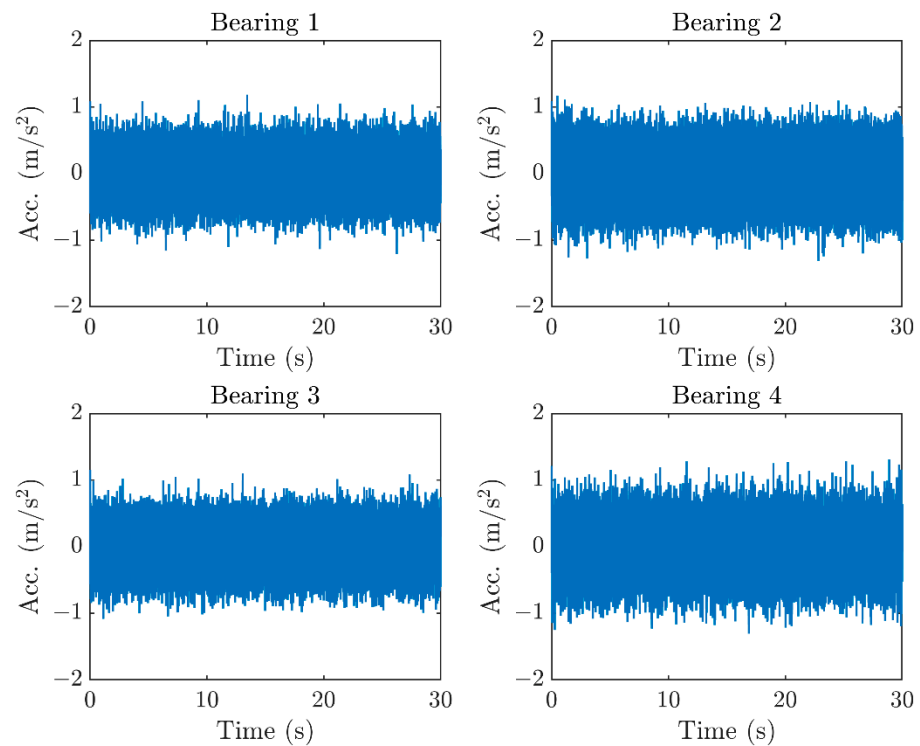 Bearing 1
2
1
0
−1
−2
Acc. (m/s²)
0 10 20 30
Time (s)
Bearing 2
2
1
0
−1
−2
Acc. (m/s²)
0 10 20 30
Time (s)
Bearing 3
2
1
0
−1
−2
Acc. (m/s²)
0 10 20 30
Time (s)
Bearing 4
2
1
0
−1
−2
Acc. (m/s²)
0 10 20 30
Time (s)